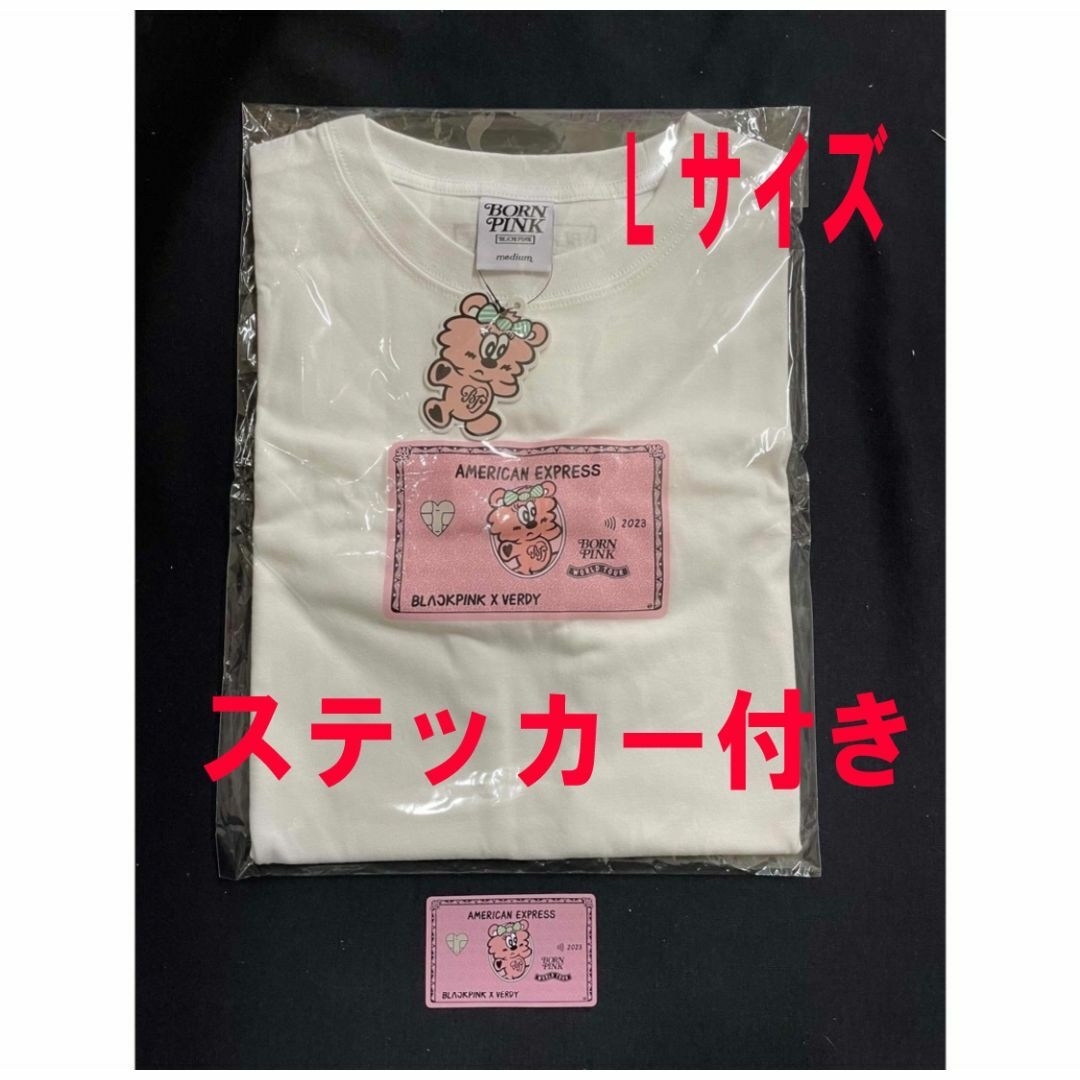 L サイズ
BORN
PINK
BLACKPINK
medium
AMERICAN EXPRESS
2023
BORN
PINK
WORLD TOUR
BLACKPINK X VERDY
ステッカー付き
AMERICAN EXPRESS
2023
BORN
PINK
WORLD TOUR
BLACKPINK X VERDY